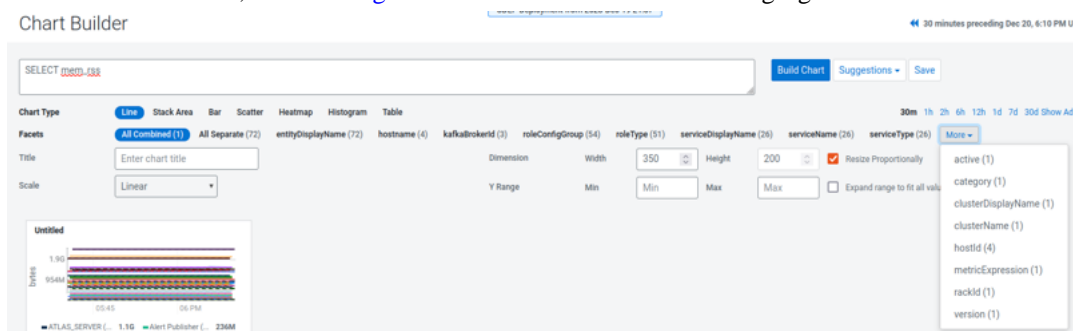 Chart Builder
30 minutes preceding Dec 20, 6:10 PM U
SELECT mem_rss
Build Chart Suggestions Save
Chart Type Line Stack Area Bar Scatter Heatmap Histogram Table 30m 1h 2h 6h 12h 1d 7d 30d Show Ad
Facets All Combined (1) All Separate (72) entityDisplayName (72) hostname (4) kafkaBrokerId (3) roleConfigGroup (54) roleType (51) serviceDisplayName (26) serviceName (26) serviceType (26) More
Title Enter chart title Dimension Width 350 Height 200 Resize Proportionally
Scale Linear Y Range Min Min Max Max Expand range to fit all valu
active (1)
category (1)
clusterDisplayName (1)
clusterName (1)
hostId (4)
metricExpression (1)
rackId (1)
version (1)
Untitled
bytes
1.9G
954M
05:45 06 PM
ATLAS_SERVER (... 1.1G Alert Publisher (... 236M